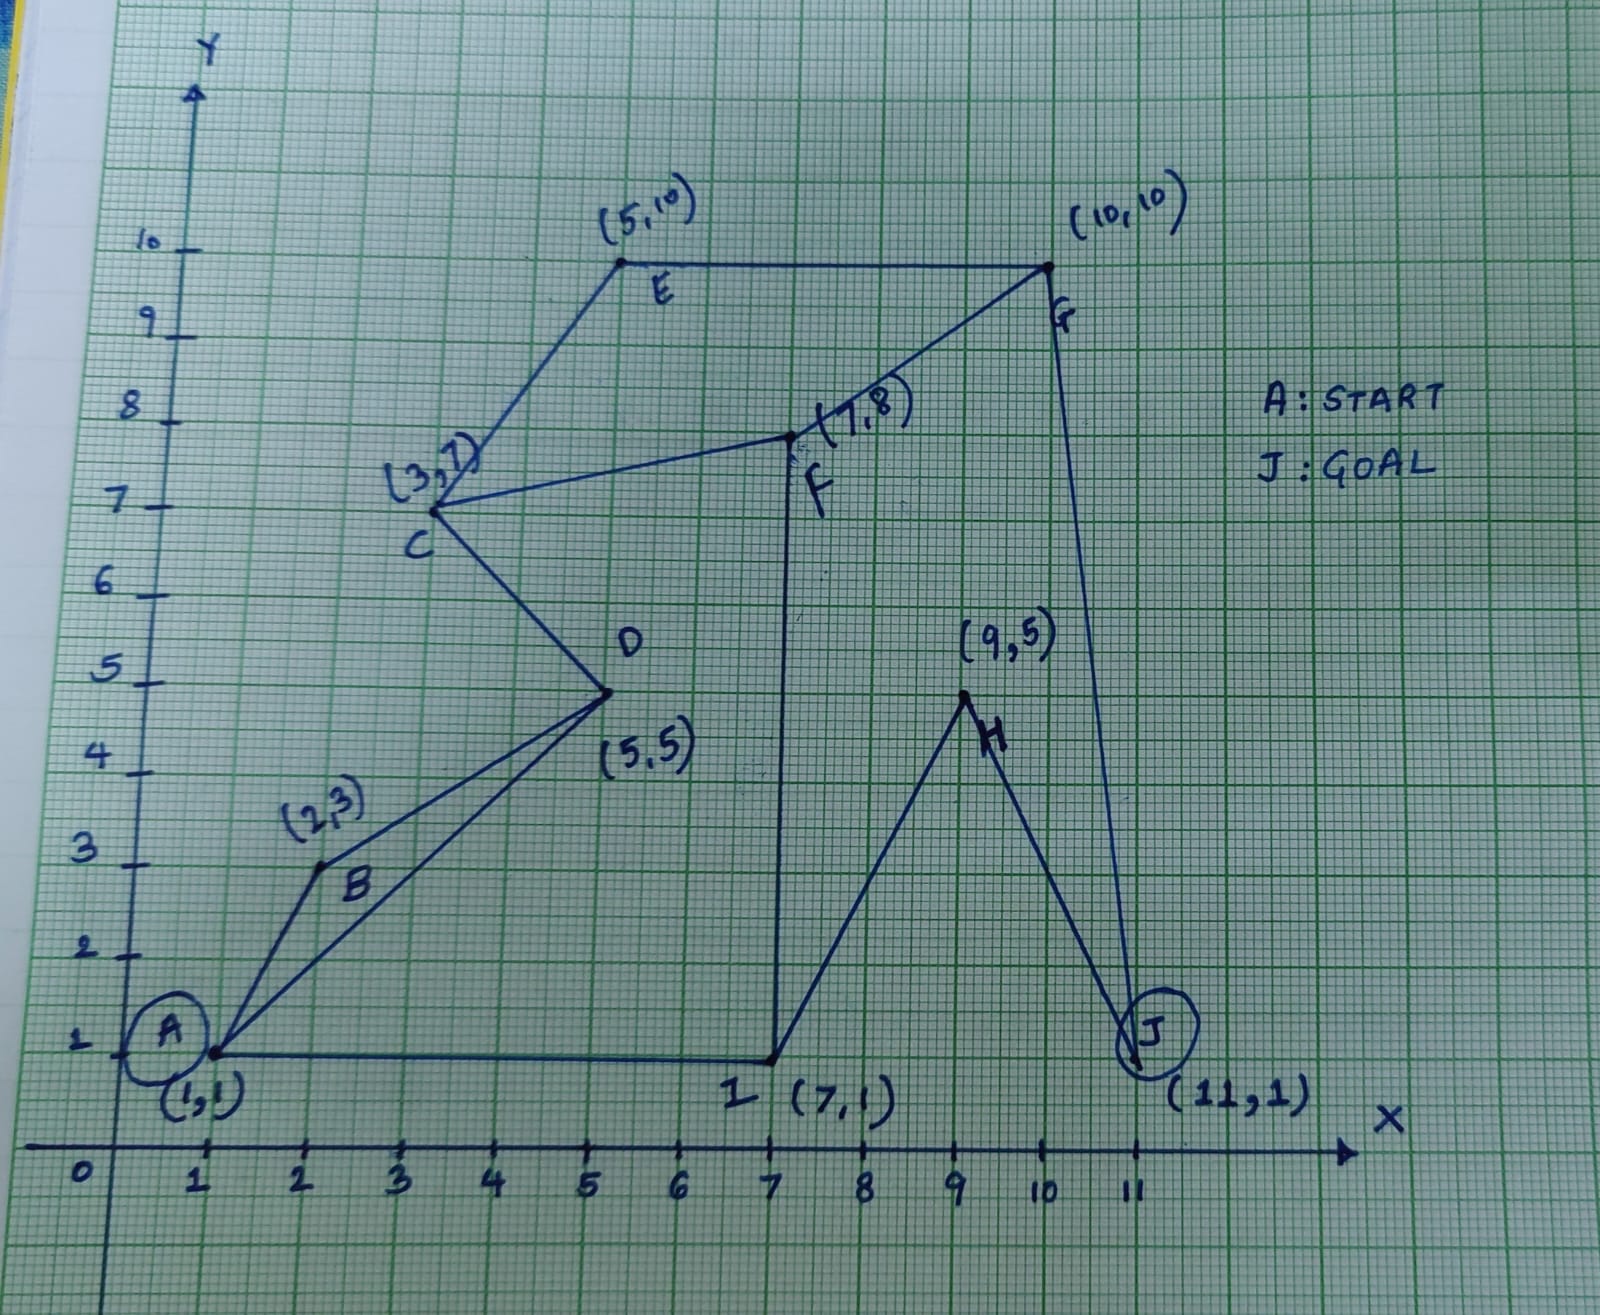 Y
(5,10)
(10,10)
10
E
G
9
A: START
8
(7,8)
J: GOAL
(3,7)
F
7
C
6
D
(9,5)
5
H
(5,5)
4
(2,3)
3
B
2
A
J
1
(1,1)
I (7,1)
(11,1)
X
0 1 2 3 4 5 6 7 8 9 10 11